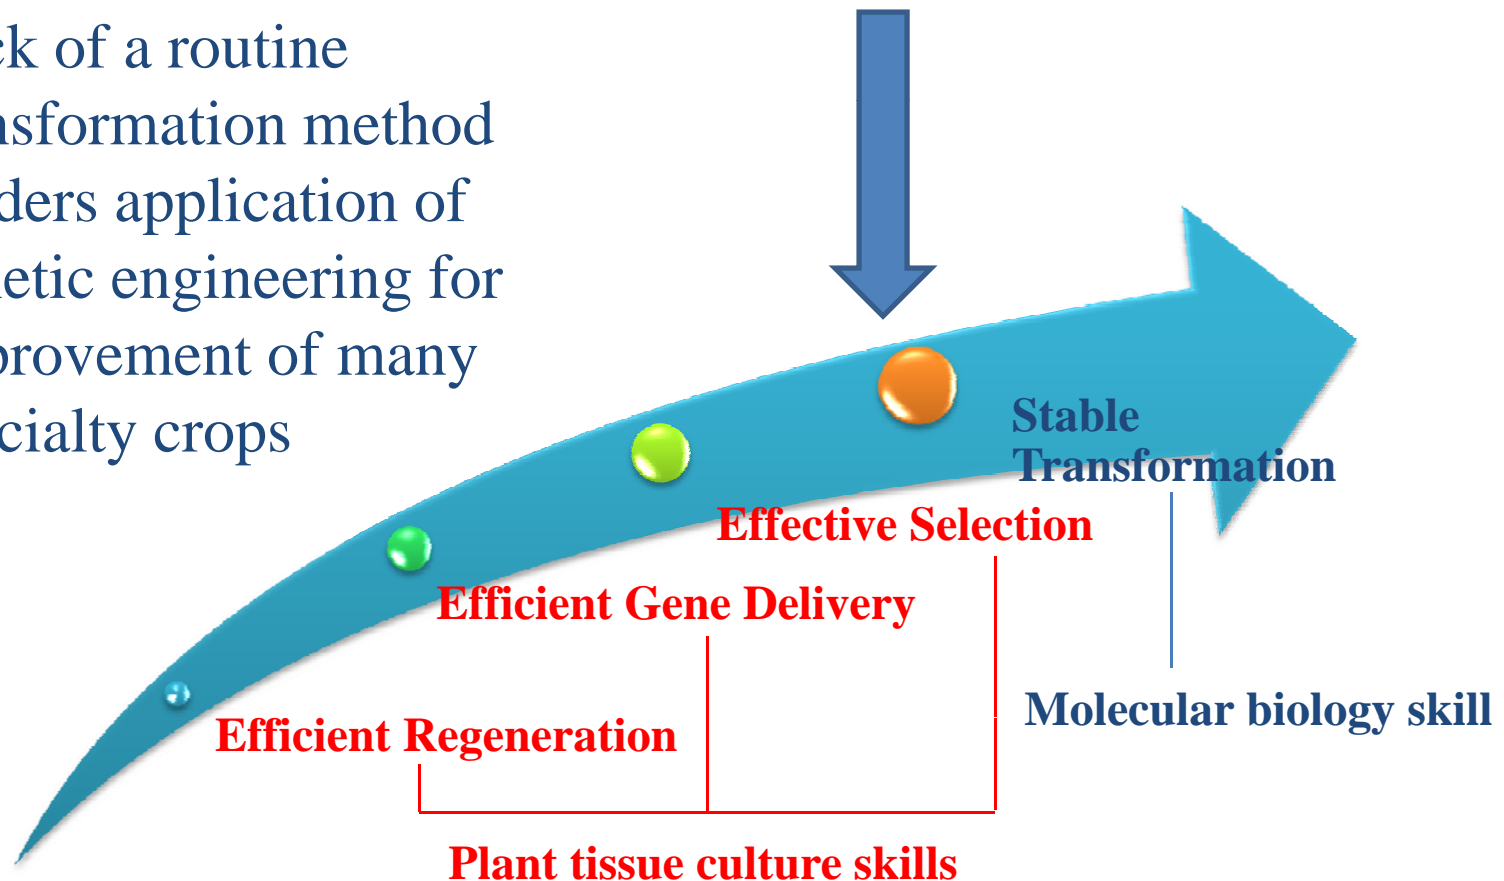 ck of a routine
nsformation method
ders application of
etic engineering for
provement of many
cialty crops
Stable
Transformation
Effective Selection
Efficient Gene Delivery
Efficient Regeneration
Molecular biology skill
Plant tissue culture skills